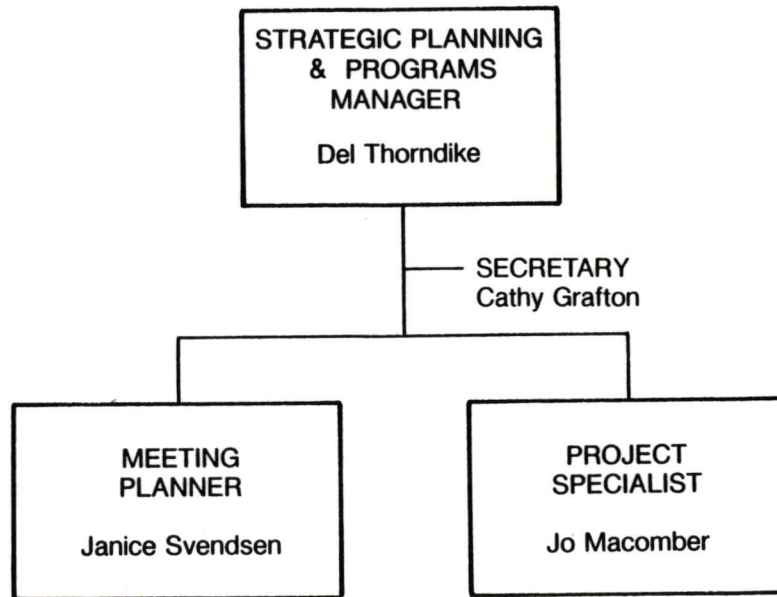 STRATEGIC PLANNING
& PROGRAMS
MANAGER
Del Thorndike
SECRETARY
Cathy Grafton
MEETING
PLANNER
Janice Svendsen
PROJECT
SPECIALIST
Jo Macomber